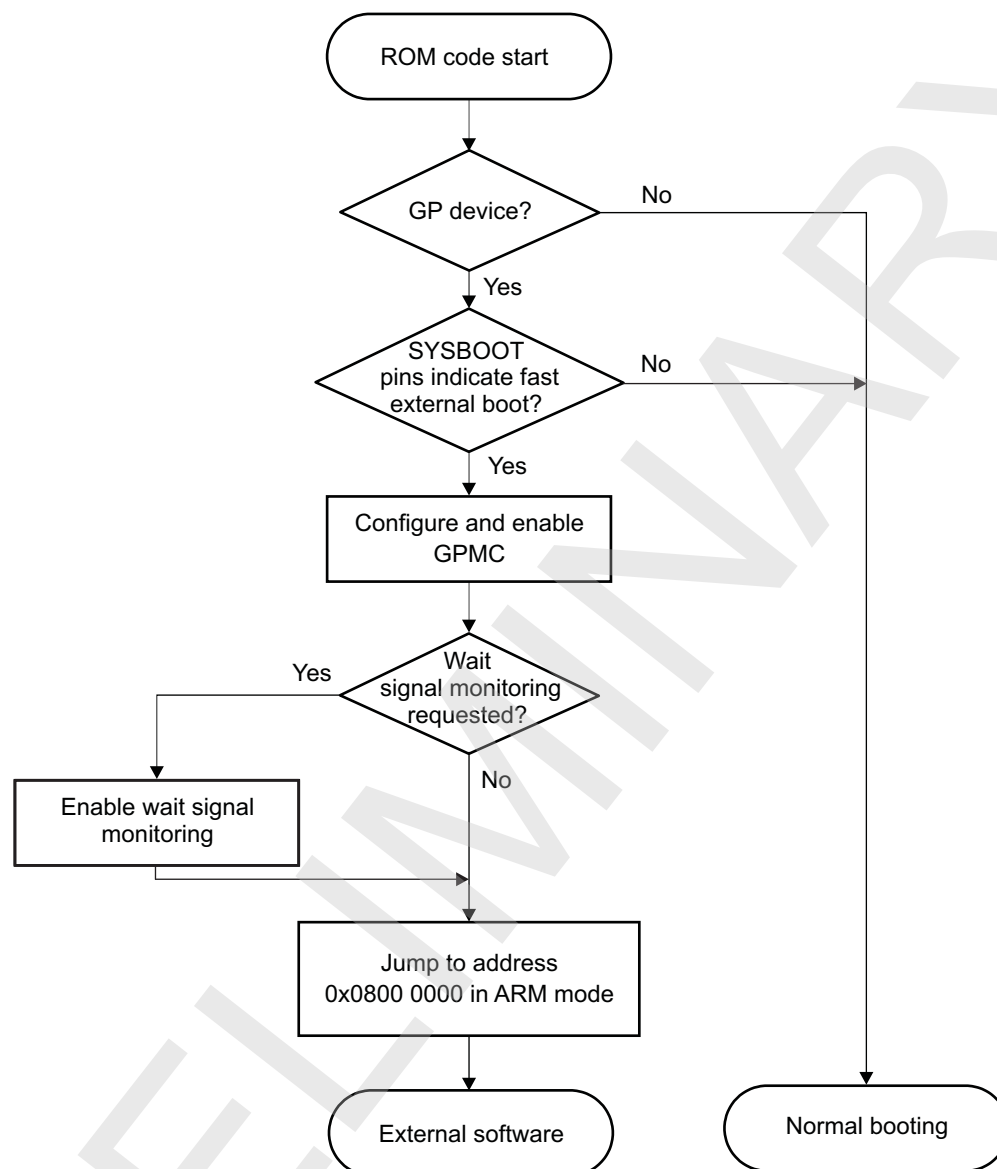 ROM code start
GP device?
No
Yes
SYSBOOT
pins indicate fast
external boot?
No
Yes
Configure and enable
GPMC
Wait
signal monitoring
requested?
Yes
No
Enable wait signal
monitoring
Jump to address
0x0800 0000 in ARM mode
External software
Normal booting
ELIMINARY